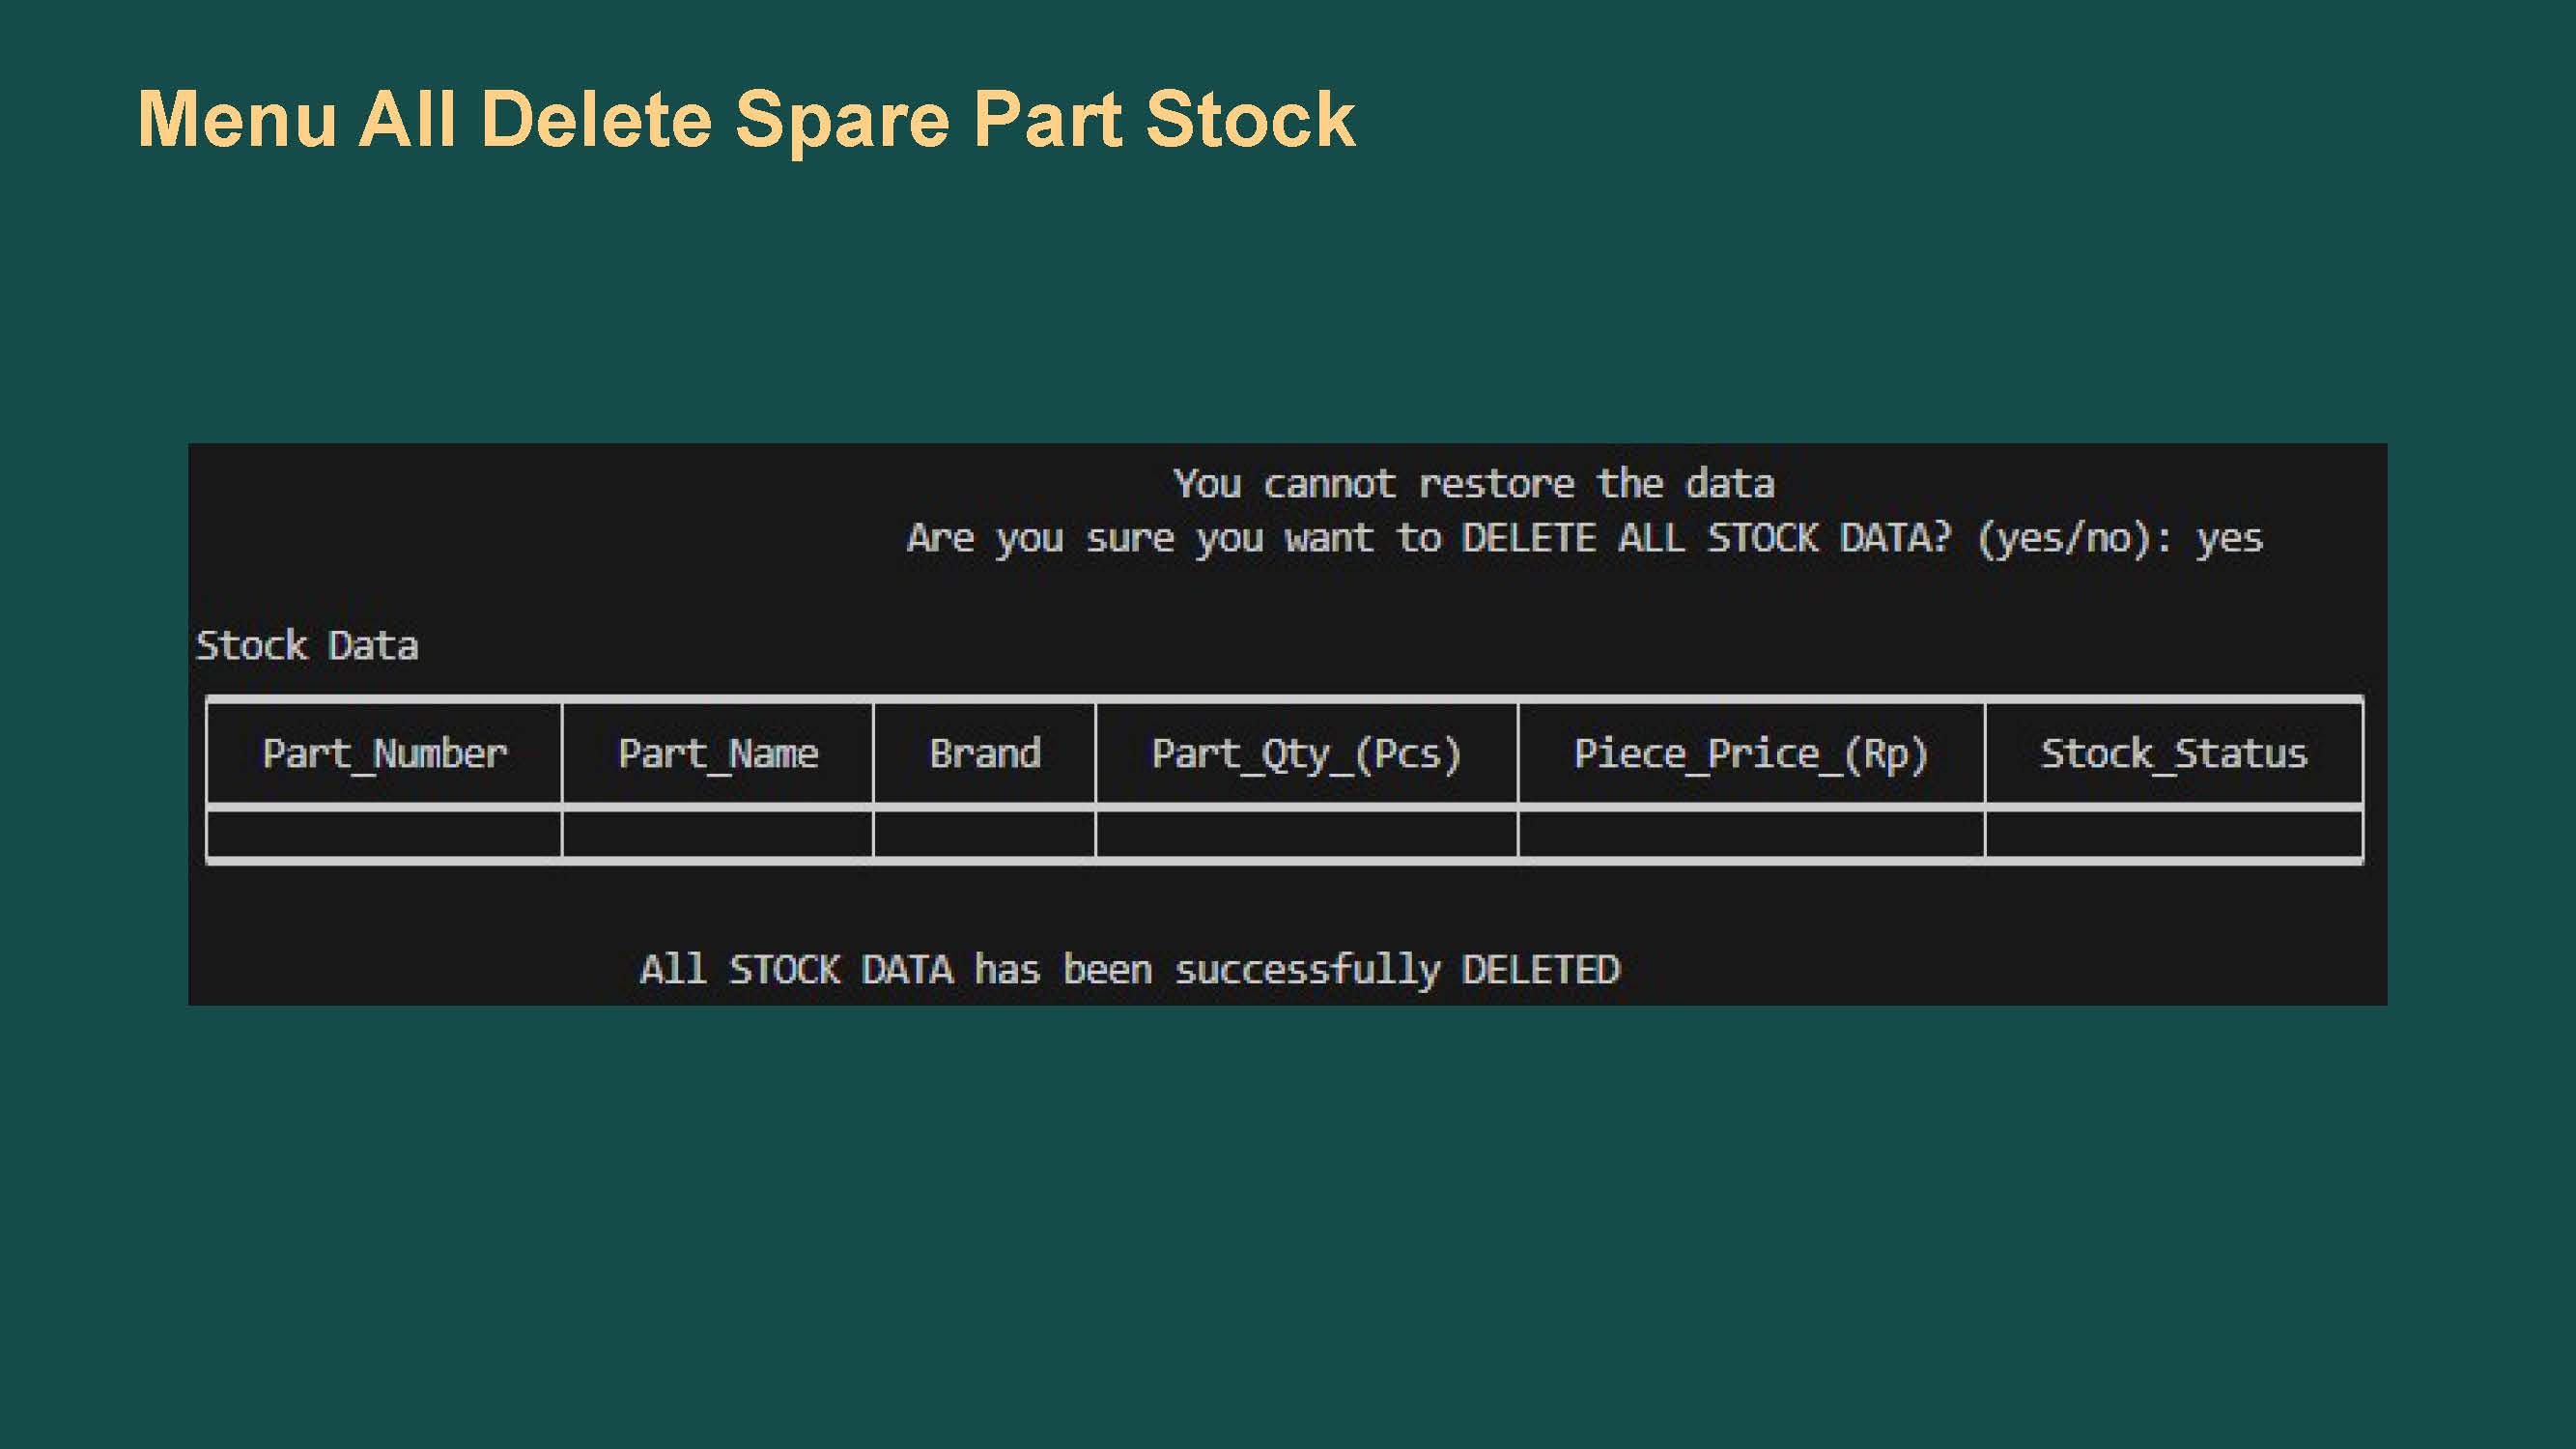 Menu All Delete Spare Part Stock
You cannot restore the data
Are you sure you want to DELETE ALL STOCK DATA? (yes/no): yes
Stock Data
Part_Number Part_Name Brand Part_Qty_(Pcs) Piece_Price_(Rp) Stock_Status
All STOCK DATA has been successfully DELETED